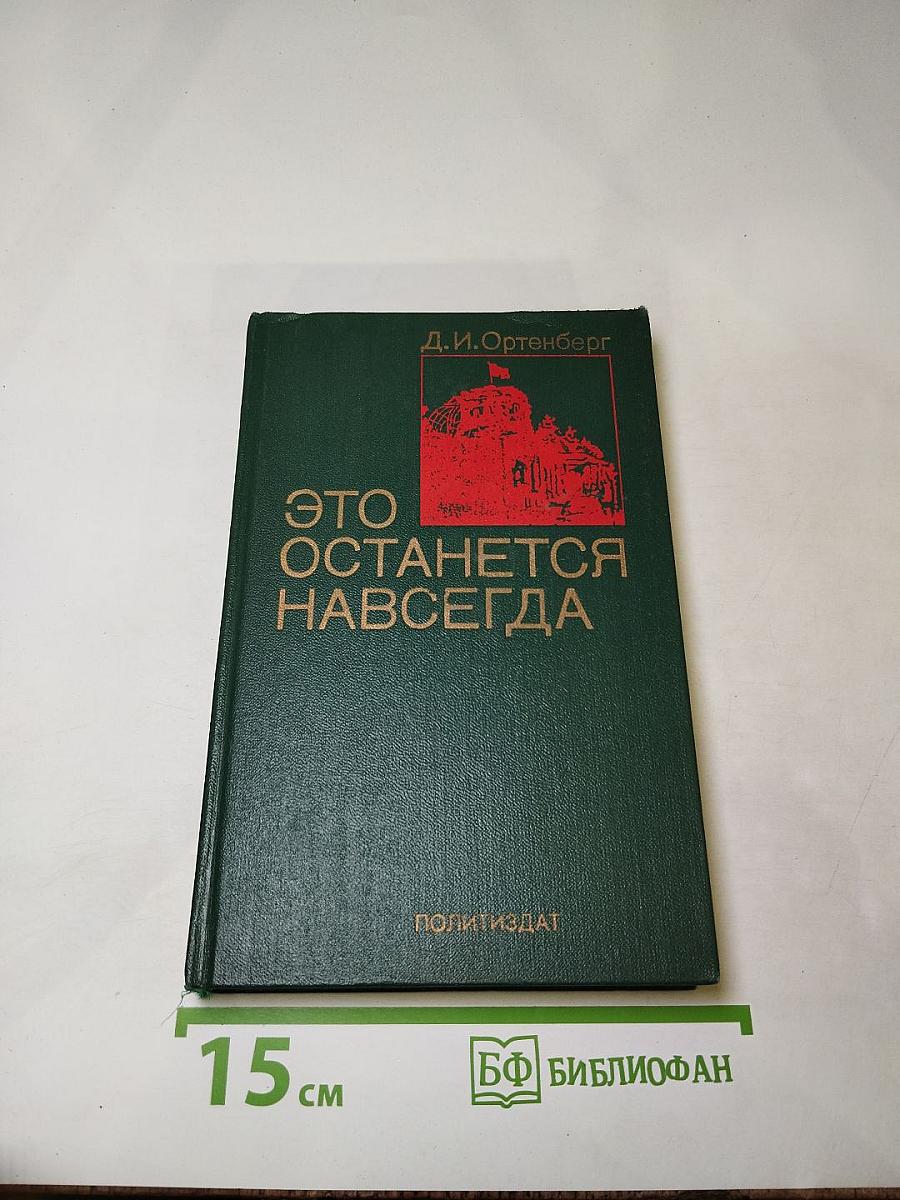 Д.И.Ортенберг
ЭТО
ОСТАНЕТСЯ
НАВСЕГДА
ПОЛИТИЗДАТ
15 см
БФ БИБЛИОФАН